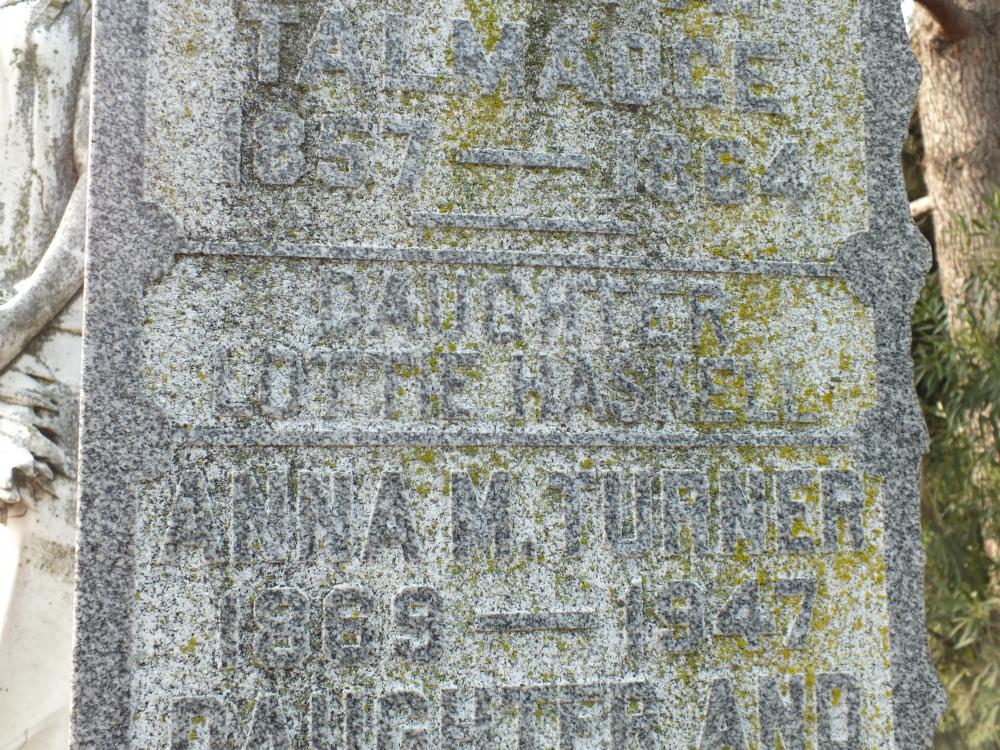 TALMADGE
1857 — 1864
DAUGHTER
LOTTIE HASKELL
ANNA M. TURNER
1869 — 1947
DAUGHTER AND